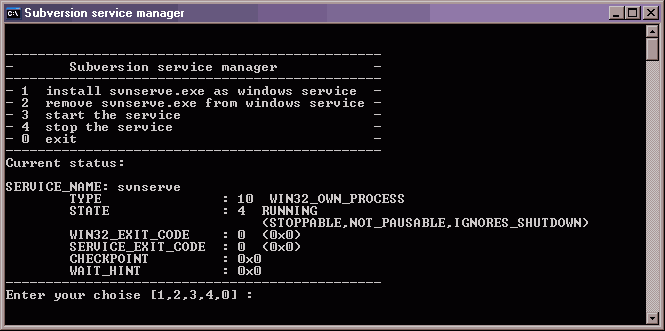 Subversion service manager
----------------------------------------------
-       Subversion service manager           -
----------------------------------------------
- 1  install svnserve.exe as windows service  -
- 2  remove svnserve.exe from windows service -
- 3  start the service                       -
- 4  stop the service                        -
- 0  exit                                    -
----------------------------------------------
Current status:
SERVICE_NAME: svnserve
        TYPE               : 10  WIN32_OWN_PROCESS
        STATE              : 4  RUNNING
                                (STOPPABLE,NOT_PAUSABLE,IGNORES_SHUTDOWN)
        WIN32_EXIT_CODE    : 0  (0x0)
        SERVICE_EXIT_CODE  : 0  (0x0)
        CHECKPOINT         : 0x0
        WAIT_HINT          : 0x0
----------------------------------------------
Enter your choise [1,2,3,4,0] :